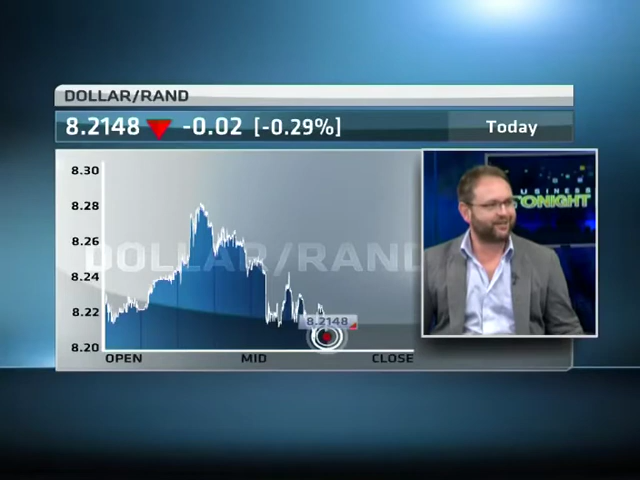 DOLLAR/RAND
8.2148 -0.02 [-0.29%] Today
8.30
8.28
8.26
8.24
8.22
8.20
DOLLAR/RAND
8.2148
OPEN MID CLOSE
BUSINESS
TONIGHT